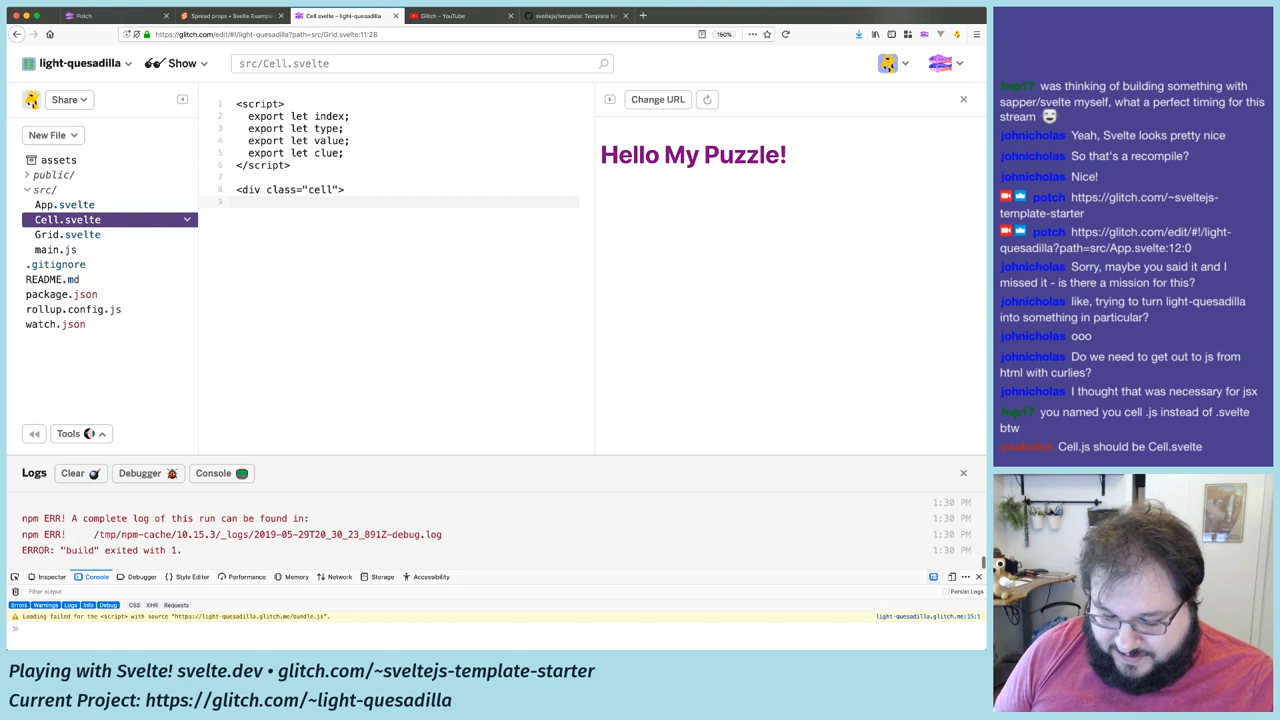 Potch
Spread props • Svelte Example
Cell.svelte – light-quesadilla
Glitch - YouTube
sveltejs/template: Template fo
https://glitch.com/edit/#!/light-quesadilla?path=src/Grid.svelte:11:28
160%
light-quesadilla
Show
src/Cell.svelte
Share
New File
assets
public/
src/
App.svelte
Cell.svelte
Grid.svelte
main.js
.gitignore
README.md
package.json
rollup.config.js
watch.json
Tools
1 <script>
2 export let index;
3 export let type;
4 export let value;
5 export let clue;
6 </script>
7
8 <div class="cell">
9
Change URL
Hello My Puzzle!
Logs
Clear
Debugger
Console
1:30 PM
npm ERR! A complete log of this run can be found in: 1:30 PM
npm ERR! /tmp/npm-cache/10.15.3/_logs/2019-05-29T20_30_23_891Z-debug.log 1:30 PM
ERROR: "build" exited with 1. 1:30 PM
Inspector Console Debugger Style Editor Performance Memory Network Storage Accessibility
Filter output
Persist Logs
Errors Warnings Logs Info Debug CSS XHR Requests
Loading failed for the <script> with source "https://light-quesadilla.glitch.me/bundle.js". light-quesadilla.glitch.me:15:1
was thinking of building something with
sapper/svelte myself, what a perfect timing for this
stream
johnicholas Yeah, Svelte looks pretty nice
johnicholas So that's a recompile?
johnicholas Nice!
potch https://glitch.com/~sveltejs-
template-starter
potch https://glitch.com/edit/#!/light-
quesadilla?path=src/App.svelte:12:0
johnicholas Sorry, maybe you said it and I
missed it - is there a mission for this?
johnicholas like, trying to turn light-quesadilla
into something in particular?
johnicholas ooo
johnicholas Do we need to get out to js from
html with curlies?
johnicholas I thought that was necessary for jsx
you named you cell .js instead of .svelte
btw
Cell.js should be Cell.svelte
Playing with Svelte! svelte.dev • glitch.com/~sveltejs-template-starter
Current Project: https://glitch.com/~light-quesadilla